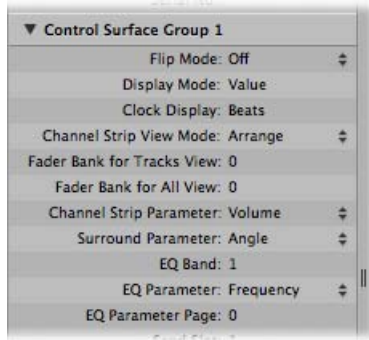 Control Surface Group 1
Flip Mode: Off
Display Mode: Value
Clock Display: Beats
Channel Strip View Mode: Arrange
Fader Bank for Tracks View: 0
Fader Bank for All View: 0
Channel Strip Parameter: Volume
Surround Parameter: Angle
EQ Band: 1
EQ Parameter: Frequency
EQ Parameter Page: 0